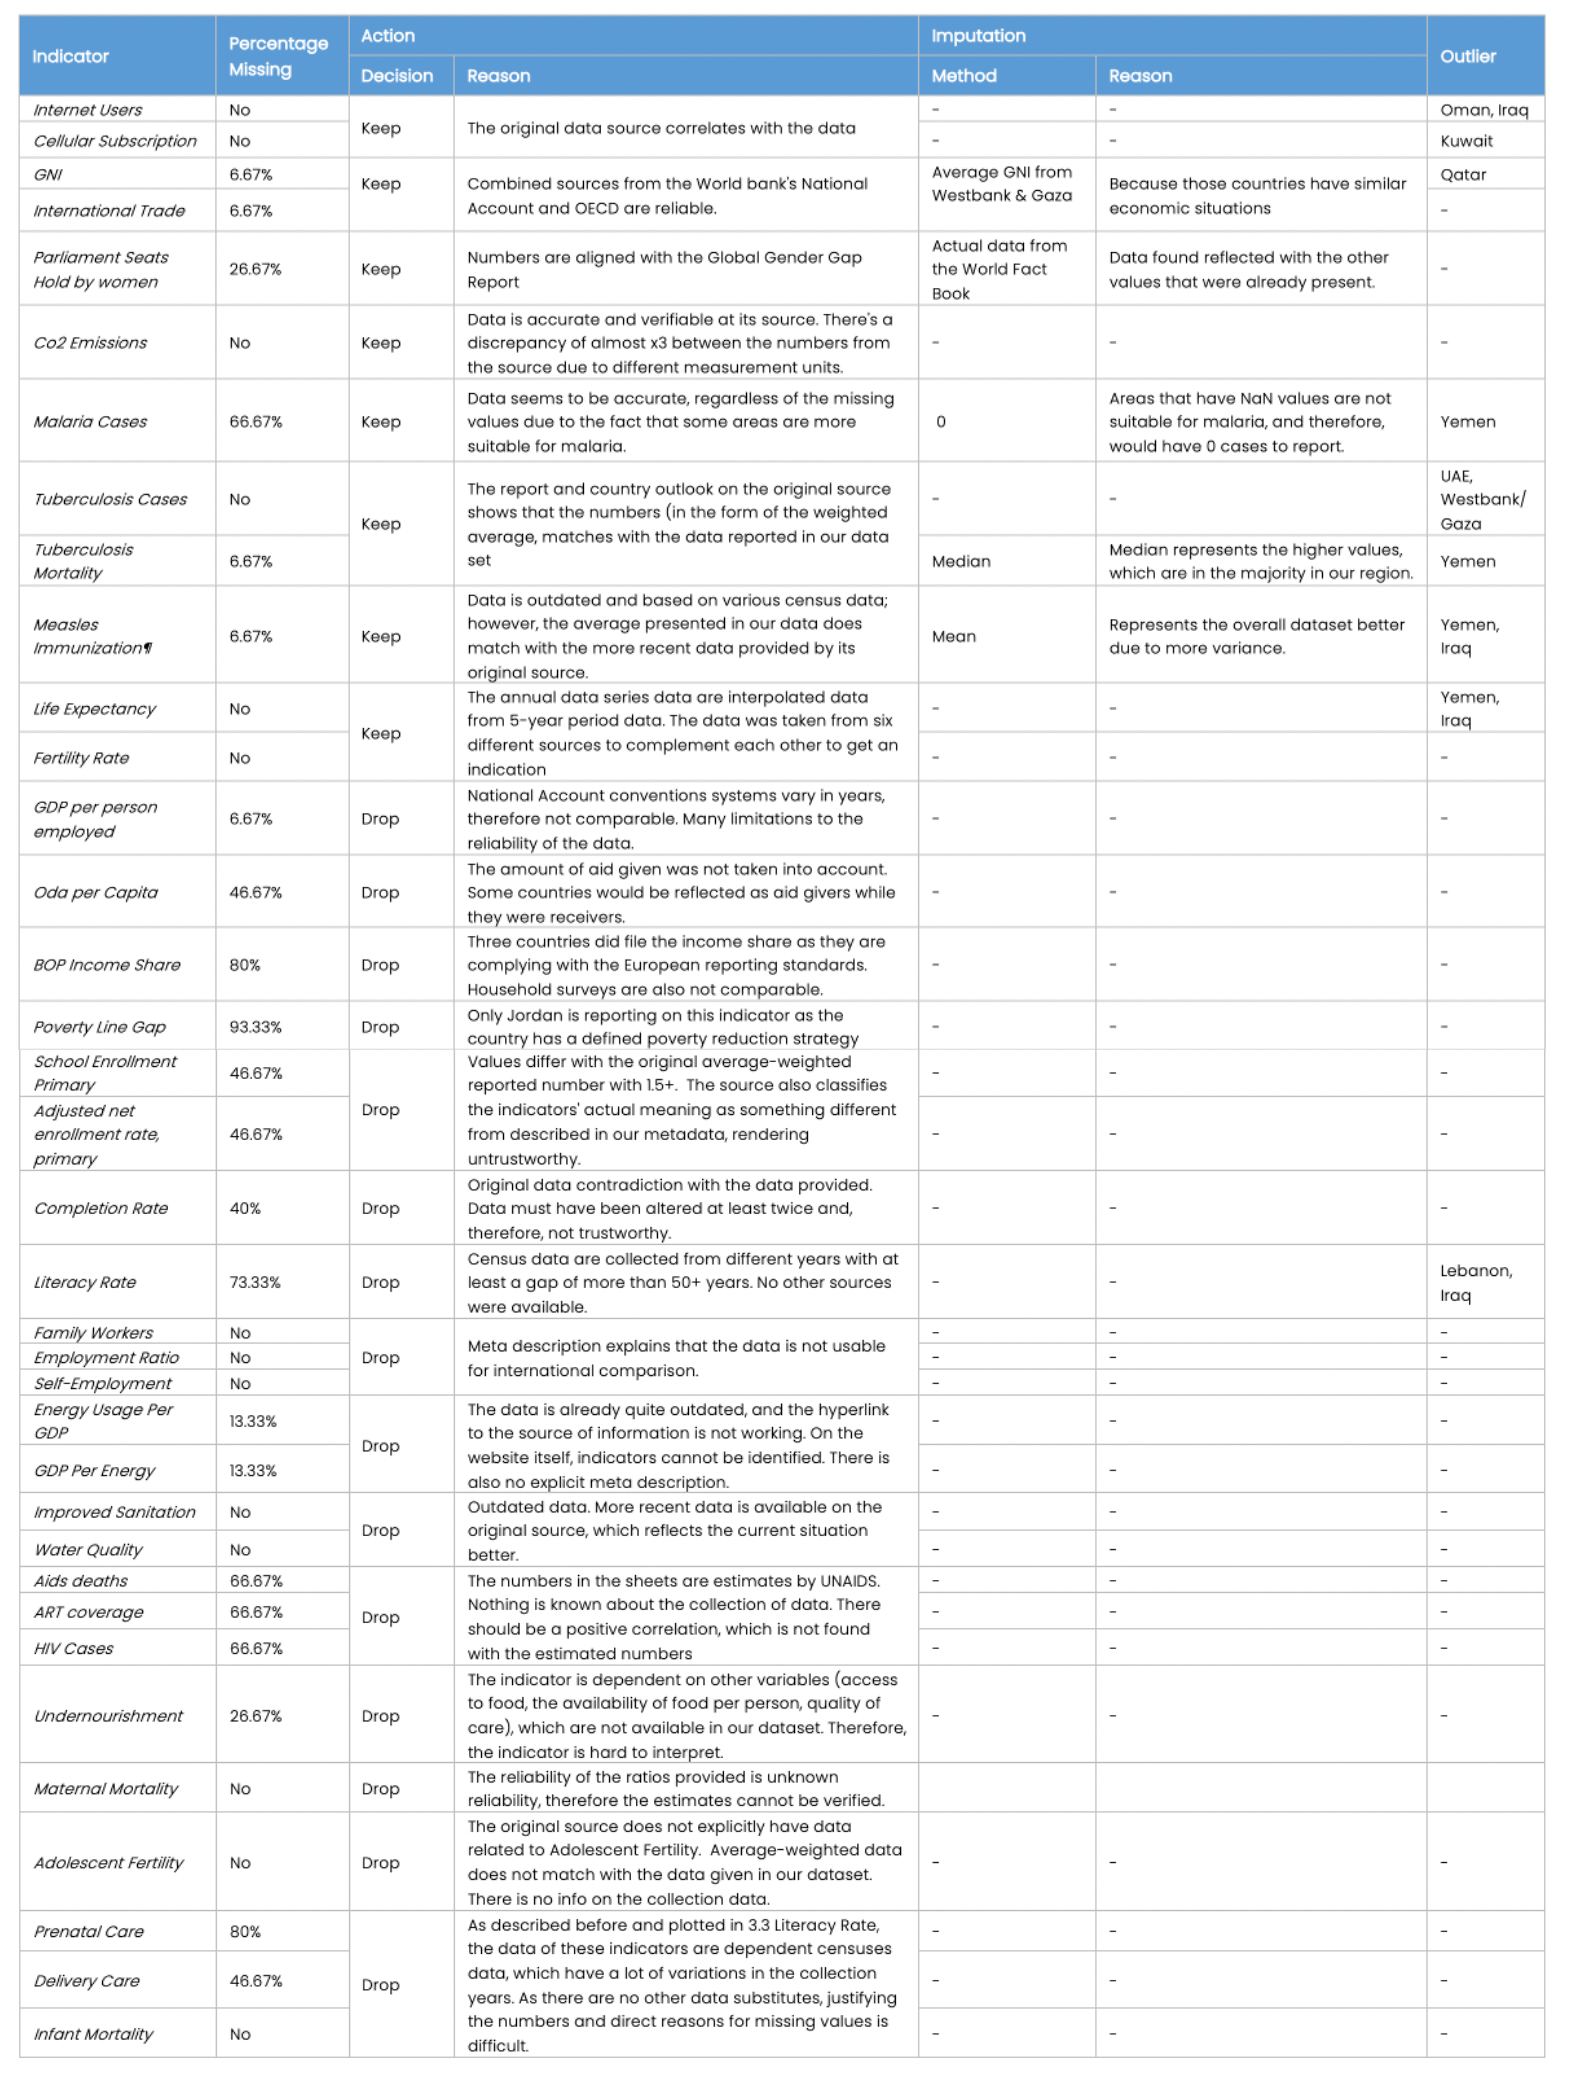 Indicator
Percentage
Missing
Action
Imputation
Outlier
Decision
Reason
Method
Reason
Internet Users
No
Keep
The original data source correlates with the data
-
-
Oman, Iraq
Cellular Subscription
No
-
-
Kuwait
GNI
6.67%
Keep
Combined sources from the World bank's National
Account and OECD are reliable.
Average GNI from
Westbank & Gaza
Because those countries have similar
economic situations
Qatar
International Trade
6.67%
-
Parliament Seats
Hold by women
26.67%
Keep
Numbers are aligned with the Global Gender Gap
Report
Actual data from
the World Fact
Book
Data found reflected with the other
values that were already present.
-
Co2 Emissions
No
Keep
Data is accurate and verifiable at its source. There's a
discrepancy of almost x3 between the numbers from
the source due to different measurement units.
-
-
-
Malaria Cases
66.67%
Keep
Data seems to be accurate, regardless of the missing
values due to the fact that some areas are more
suitable for malaria.
0
Areas that have NaN values are not
suitable for malaria, and therefore,
would have 0 cases to report.
Yemen
Tuberculosis Cases
No
Keep
The report and country outlook on the original source
shows that the numbers (in the form of the weighted
average, matches with the data reported in our data
set
-
-
UAE,
Westbank/
Gaza
Tuberculosis
Mortality
6.67%
Median
Median represents the higher values,
which are in the majority in our region.
Yemen
Measles
Immunization¶
6.67%
Keep
Data is outdated and based on various census data;
however, the average presented in our data does
match with the more recent data provided by its
original source.
Mean
Represents the overall dataset better
due to more variance.
Yemen,
Iraq
Life Expectancy
No
Keep
The annual data series data are interpolated data
from 5-year period data. The data was taken from six
different sources to complement each other to get an
indication
-
-
Yemen,
Iraq
Fertility Rate
No
-
-
-
GDP per person
employed
6.67%
Drop
National Account conventions systems vary in years,
therefore not comparable. Many limitations to the
reliability of the data.
-
-
-
Oda per Capita
46.67%
Drop
The amount of aid given was not taken into account.
Some countries would be reflected as aid givers while
they were receivers.
-
-
-
BOP Income Share
80%
Drop
Three countries did file the income share as they are
complying with the European reporting standards.
Household surveys are also not comparable.
-
-
-
Poverty Line Gap
93.33%
Drop
Only Jordan is reporting on this indicator as the
country has a defined poverty reduction strategy
-
-
-
School Enrollment
Primary
46.67%
Drop
Values differ with the original average-weighted
reported number with 1.5+. The source also classifies
the indicators' actual meaning as something different
from described in our metadata, rendering
untrustworthy.
-
-
-
Adjusted net
enrollment rate,
primary
46.67%
-
-
-
Completion Rate
40%
Drop
Original data contradiction with the data provided.
Data must have been altered at least twice and,
therefore, not trustworthy.
-
-
-
Literacy Rate
73.33%
Drop
Census data are collected from different years with at
least a gap of more than 50+ years. No other sources
were available.
-
-
Lebanon,
Iraq
Family Workers
No
Drop
Meta description explains that the data is not usable
for international comparison.
-
-
-
Employment Ratio
No
-
-
-
Self-Employment
No
-
-
-
Energy Usage Per
GDP
13.33%
Drop
The data is already quite outdated, and the hyperlink
to the source of information is not working. On the
website itself, indicators cannot be identified. There is
also no explicit meta description.
-
-
-
GDP Per Energy
13.33%
-
-
-
Improved Sanitation
No
Drop
Outdated data. More recent data is available on the
original source, which reflects the current situation
better.
-
-
-
Water Quality
No
-
-
-
Aids deaths
66.67%
Drop
The numbers in the sheets are estimates by UNAIDS.
Nothing is known about the collection of data. There
should be a positive correlation, which is not found
with the estimated numbers
-
-
-
ART coverage
66.67%
-
-
-
HIV Cases
66.67%
-
-
-
Undernourishment
26.67%
Drop
The indicator is dependent on other variables (access
to food, the availability of food per person, quality of
care), which are not available in our dataset. Therefore,
the indicator is hard to interpret.
-
-
-
Maternal Mortality
No
Drop
The reliability of the ratios provided is unknown
reliability, therefore the estimates cannot be verified.
Adolescent Fertility
No
Drop
The original source does not explicitly have data
related to Adolescent Fertility. Average-weighted data
does not match with the data given in our dataset.
There is no info on the collection data.
-
-
-
Prenatal Care
80%
Drop
As described before and plotted in 3.3 Literacy Rate,
the data of these indicators are dependent censuses
data, which have a lot of variations in the collection
years. As there are no other data substitutes, justifying
the numbers and direct reasons for missing values is
difficult.
-
-
-
Delivery Care
46.67%
-
-
-
Infant Mortality
No
-
-
-